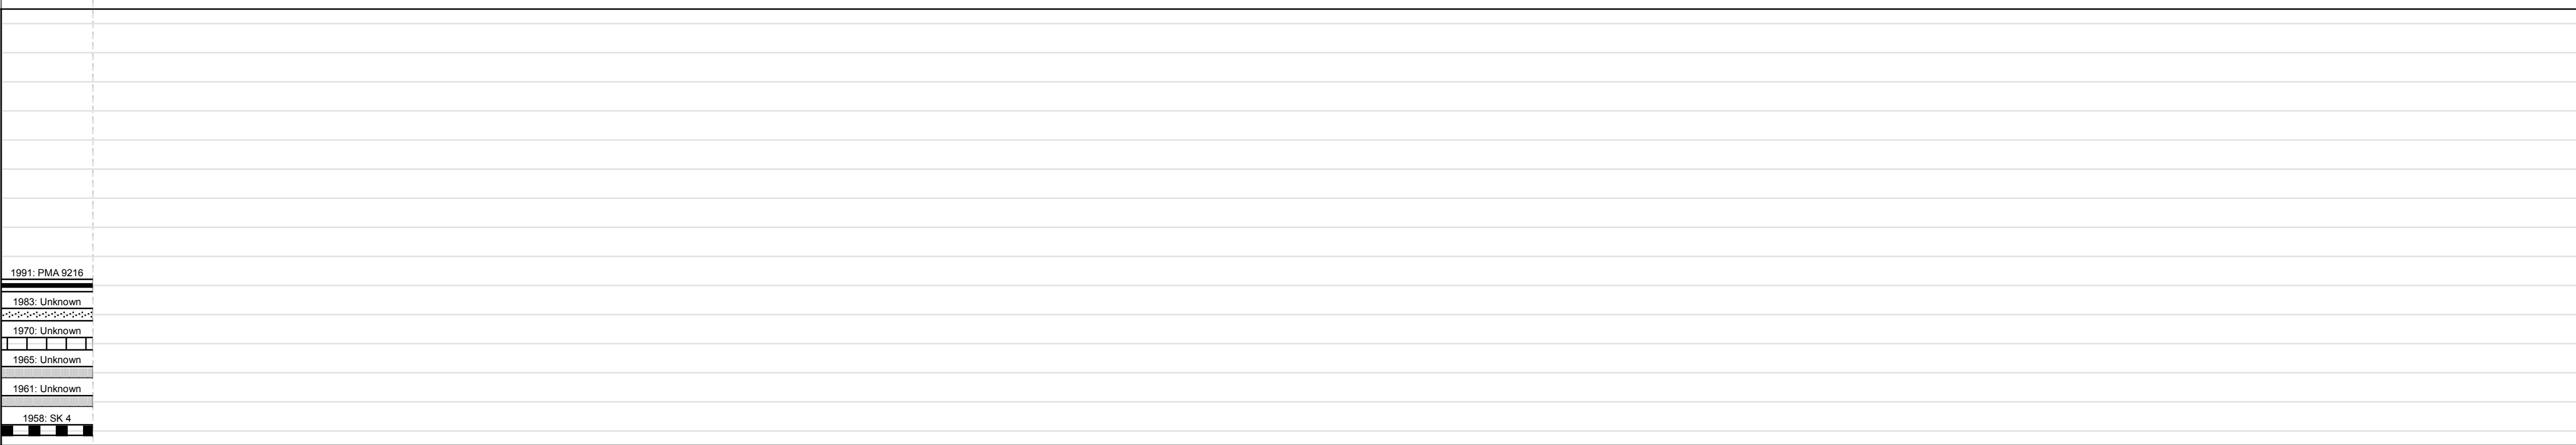 1991: PMA 9216
1983: Unknown
1970: Unknown
1965: Unknown
1961: Unknown
1958: SK 4